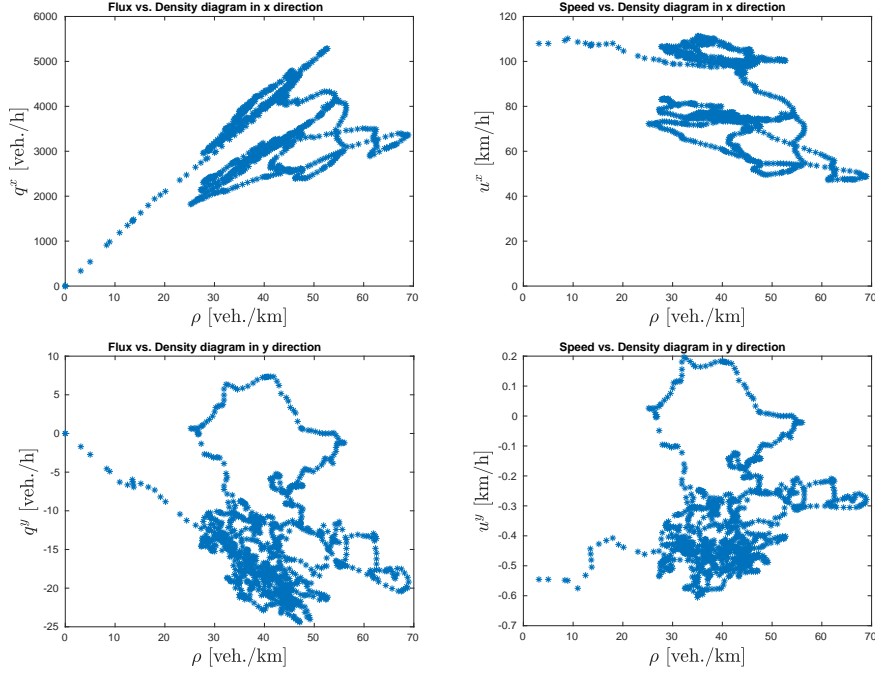 Flux vs. Density diagram in x direction
6000
5000
4000
3000
2000
1000
0
q^x [veh./h]
0 10 20 30 40 50 60 70
ρ [veh./km]
Speed vs. Density diagram in x direction
120
100
80
60
40
20
0
u^x [km/h]
0 10 20 30 40 50 60 70
ρ [veh./km]
Flux vs. Density diagram in y direction
10
5
0
-5
-10
-15
-20
-25
q^y [veh./h]
0 10 20 30 40 50 60 70
ρ [veh./km]
Speed vs. Density diagram in y direction
0.2
0.1
0
-0.1
-0.2
-0.3
-0.4
-0.5
-0.6
-0.7
u^y [km/h]
0 10 20 30 40 50 60 70
ρ [veh./km]